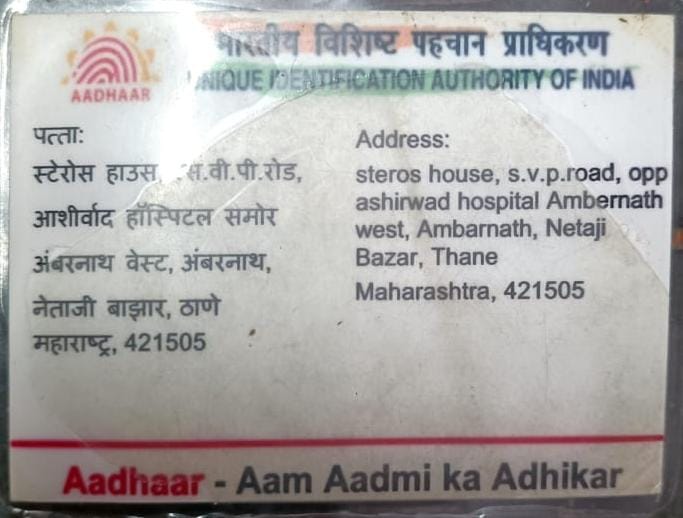 भारतीय विशिष्ट पहचान प्राधिकरण
UNIQUE IDENTIFICATION AUTHORITY OF INDIA
AADHAAR
पत्ता:
स्टेरोस हाउस, स.वी.पी.रोड,
आशीर्वाद हॉस्पिटल समोर
अंबरनाथ वेस्ट, अंबरनाथ,
नेताजी बाझार, ठाणे
महाराष्ट्र, 421505
Address:
steros house, s.v.p.road, opp
ashirwad hospital Ambernath
west, Ambarnath, Netaji
Bazar, Thane
Maharashtra, 421505
Aadhaar - Aam Aadmi ka Adhikar